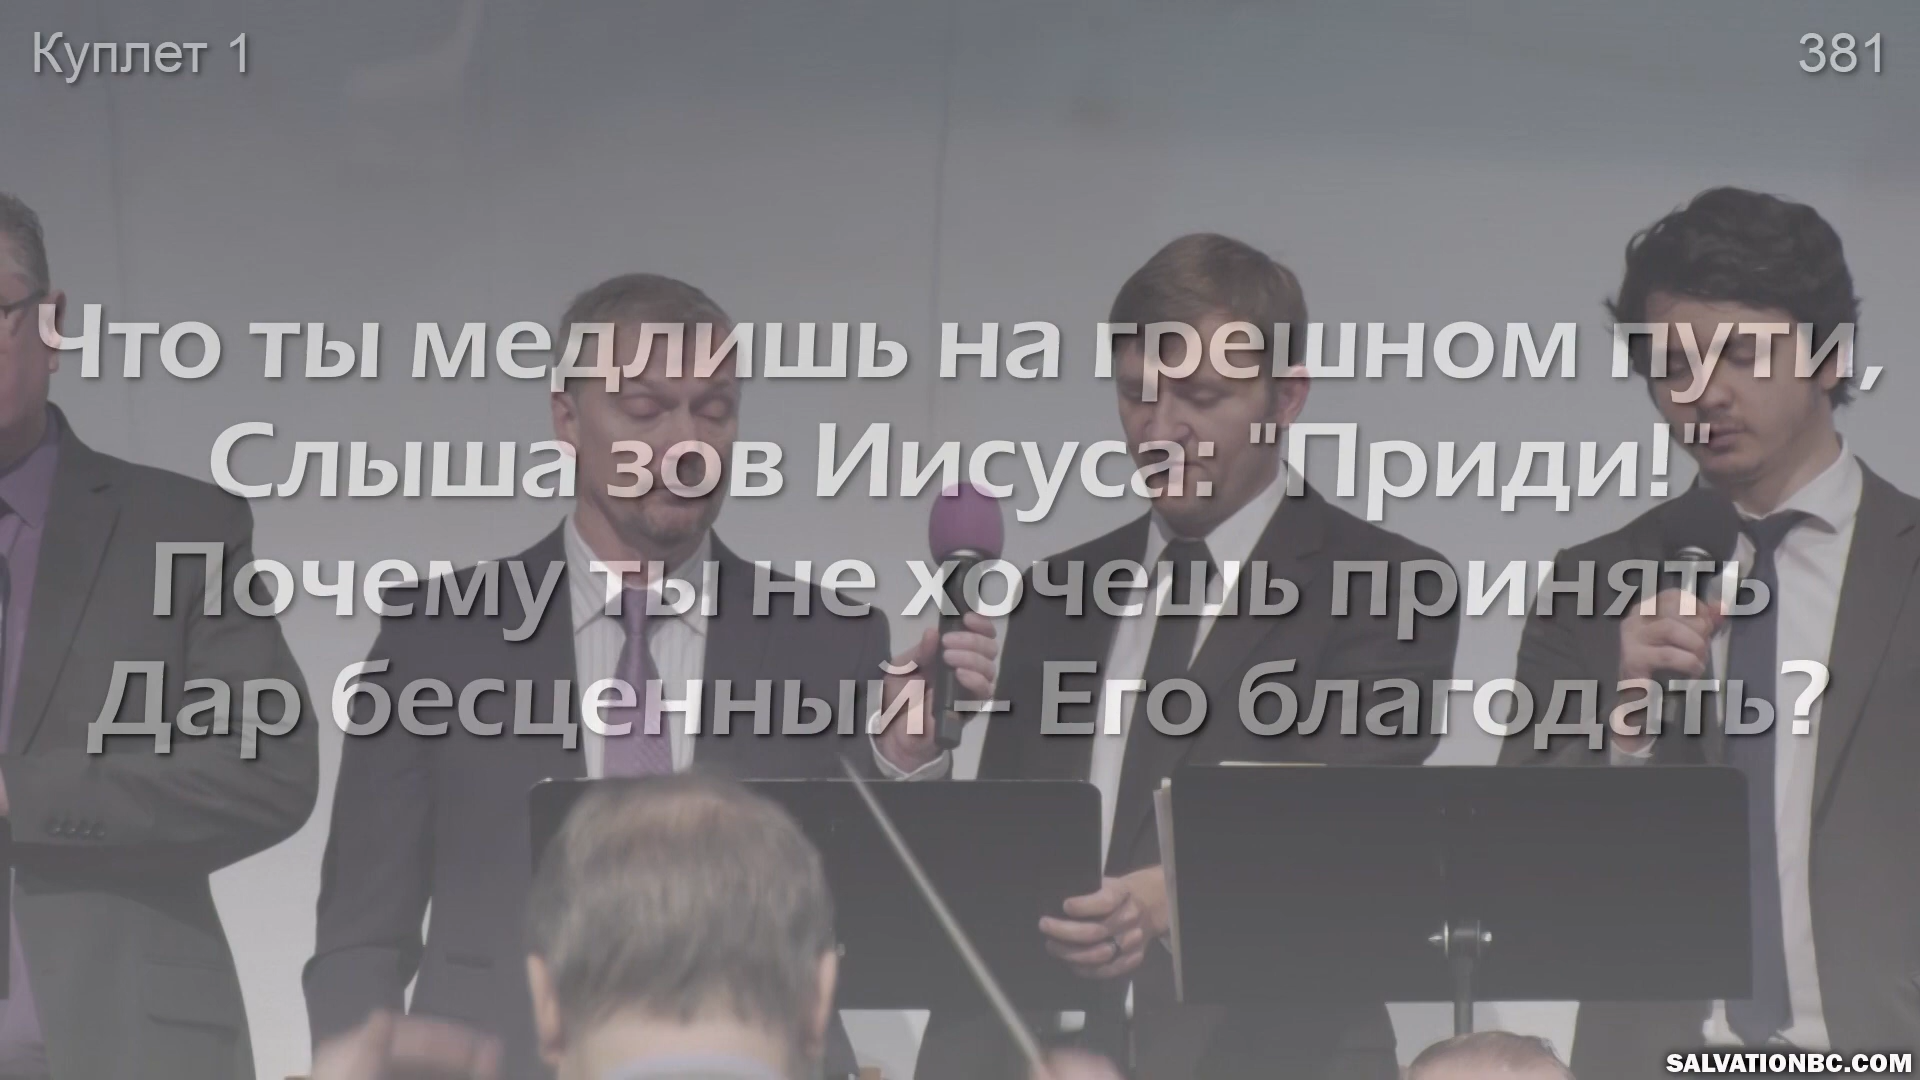 Куплет 1
381
Что ты медлишь на грешном пути,
Слыша зов Иисуса: "Приди!"
Почему ты не хочешь принять
Дар бесценный – Его благодать?
SALVATIONBC.COM